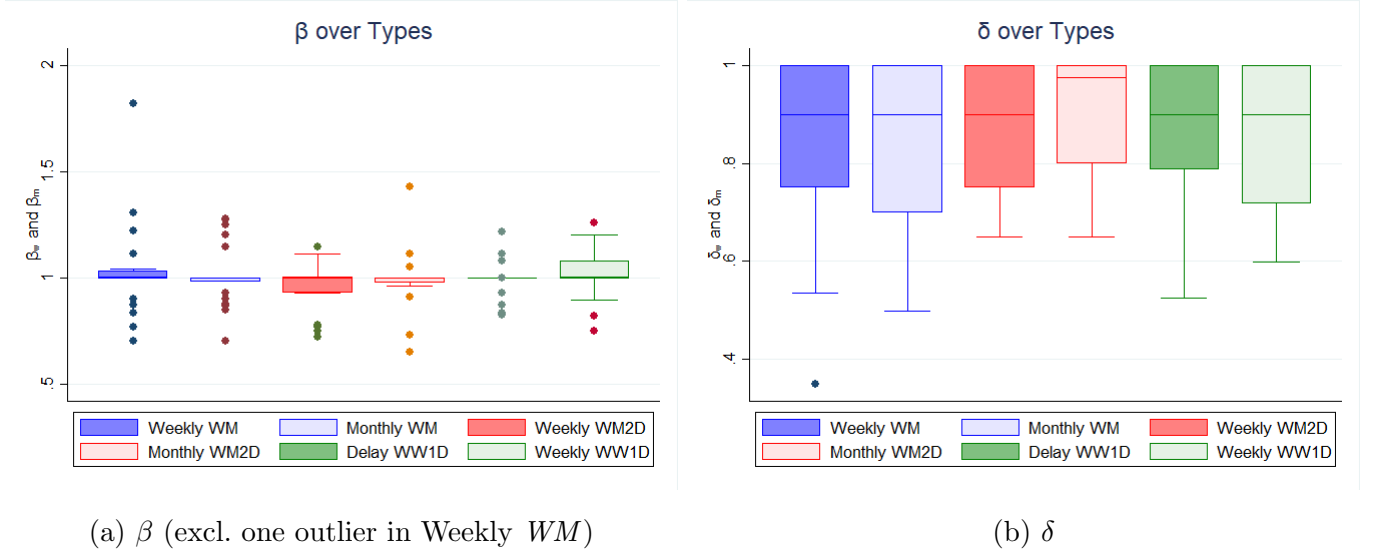 β over Types
2
1.5
1
.5
βw and βm
Weekly WM
Monthly WM
Weekly WM2D
Monthly WM2D
Delay WW1D
Weekly WW1D
(a) β (excl. one outlier in Weekly WM)
δ over Types
1
.8
.6
.4
δw and δm
Weekly WM
Monthly WM
Weekly WM2D
Monthly WM2D
Delay WW1D
Weekly WW1D
(b) δ